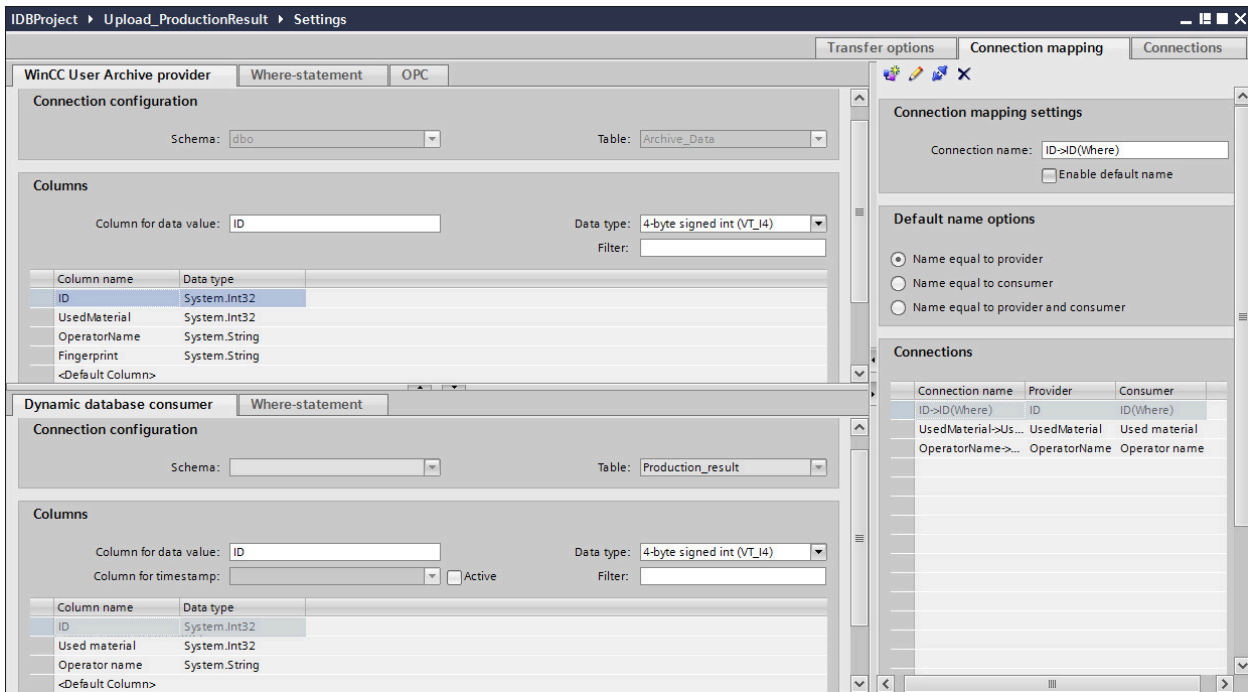 IDBProject ▸ Upload_ProductionResult ▸ Settings
Transfer options Connection mapping Connections
WinCC User Archive provider Where-statement OPC
Connection configuration
Schema: dbo Table: Archive_Data
Columns
Column for data value: ID Data type: 4-byte signed int (VT_I4)
Filter:
Column name Data type
ID System.Int32
UsedMaterial System.Int32
OperatorName System.String
Fingerprint System.String
<Default Column>
Dynamic database consumer Where-statement
Connection configuration
Schema: Table: Production_result
Columns
Column for data value: ID Data type: 4-byte signed int (VT_I4)
Column for timestamp: Active Filter:
Column name Data type
ID System.Int32
Used material System.Int32
Operator name System.String
<Default Column>
Connection mapping settings
Connection name: ID->ID(Where)
Enable default name
Default name options
Name equal to provider
Name equal to consumer
Name equal to provider and consumer
Connections
Connection name Provider Consumer
ID->ID(Where) ID ID(Where)
UsedMaterial->Us... UsedMaterial Used material
OperatorName->... OperatorName Operator name